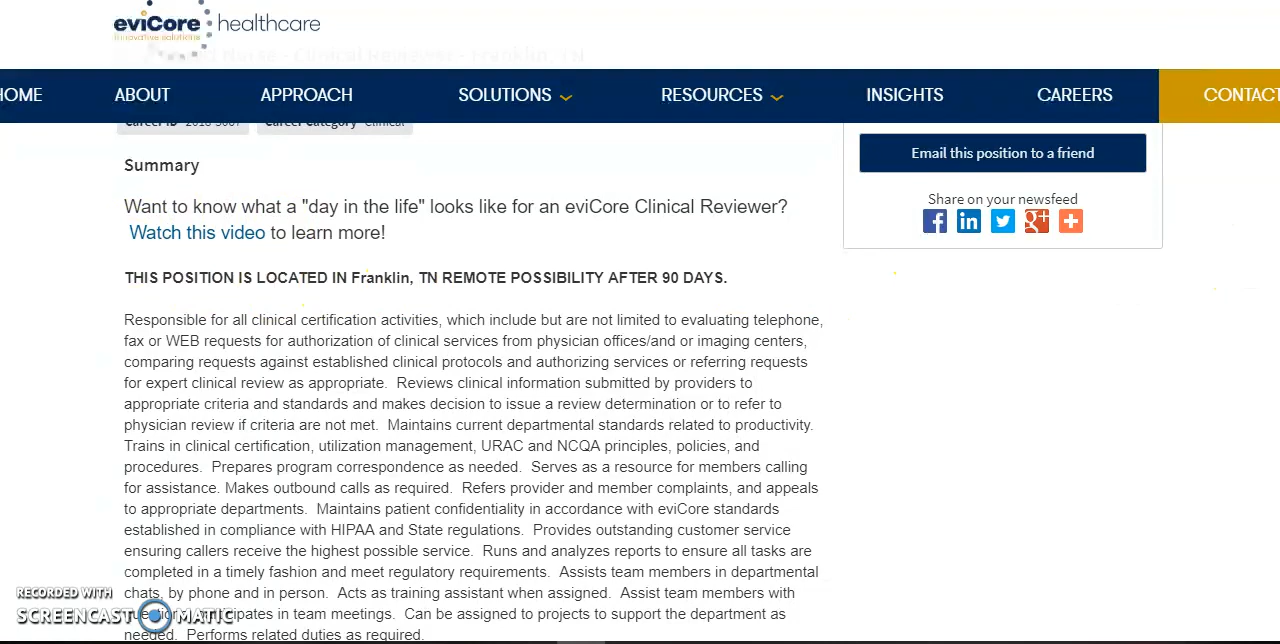 eviCore healthcare
innovative solutions
Nurse - Clinical Reviewer - Franklin, TN
HOME ABOUT APPROACH SOLUTIONS RESOURCES INSIGHTS CAREERS CONTACT
Career ID Career Category Clinical
Email this position to a friend
Summary
Share on your newsfeed
Want to know what a "day in the life" looks like for an eviCore Clinical Reviewer?
Watch this video to learn more!
THIS POSITION IS LOCATED IN Franklin, TN REMOTE POSSIBILITY AFTER 90 DAYS.
Responsible for all clinical certification activities, which include but are not limited to evaluating telephone,
fax or WEB requests for authorization of clinical services from physician offices/and or imaging centers,
comparing requests against established clinical protocols and authorizing services or referring requests
for expert clinical review as appropriate. Reviews clinical information submitted by providers to
appropriate criteria and standards and makes decision to issue a review determination or to refer to
physician review if criteria are not met. Maintains current departmental standards related to productivity.
Trains in clinical certification, utilization management, URAC and NCQA principles, policies, and
procedures. Prepares program correspondence as needed. Serves as a resource for members calling
for assistance. Makes outbound calls as required. Refers provider and member complaints, and appeals
to appropriate departments. Maintains patient confidentiality in accordance with eviCore standards
established in compliance with HIPAA and State regulations. Provides outstanding customer service
ensuring callers receive the highest possible service. Runs and analyzes reports to ensure all tasks are
completed in a timely fashion and meet regulatory requirements. Assists team members in departmental
chats, by phone and in person. Acts as training assistant when assigned. Assist team members with
in team meetings. Can be assigned to projects to support the department as
needed. Performs related duties as required.
RECORDED WITH
SCREENCAST MATIC